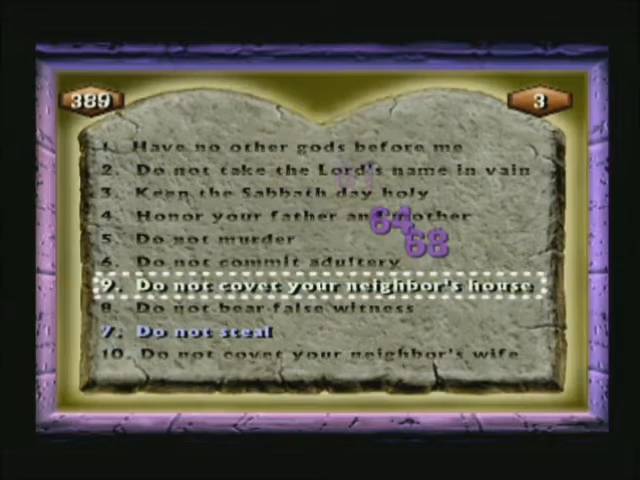 389
3
1. Have no other gods before me
2. Do not take the Lord's name in vain
3. Keep the Sabbath day holy
4. Honor your father and mother
64
68
5. Do not murder
6. Do not commit adultery
9. Do not covet your neighbor's house
8. Do not bear false witness
7. Do not steal
10. Do not covet your neighbor's wife